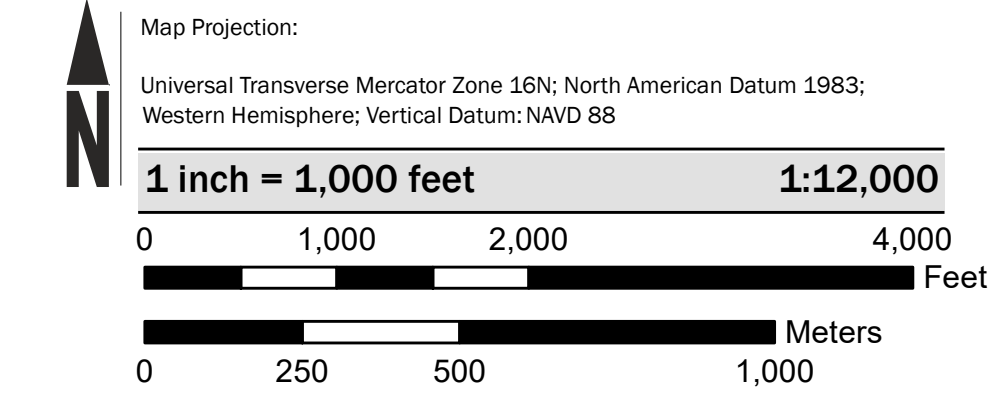 Map Projection:
Universal Transverse Mercator Zone 16N; North American Datum 1983;
Western Hemisphere; Vertical Datum: NAVD 88
N
1 inch = 1,000 feet 1:12,000
0 1,000 2,000 4,000
Feet
Meters
0 250 500 1,000